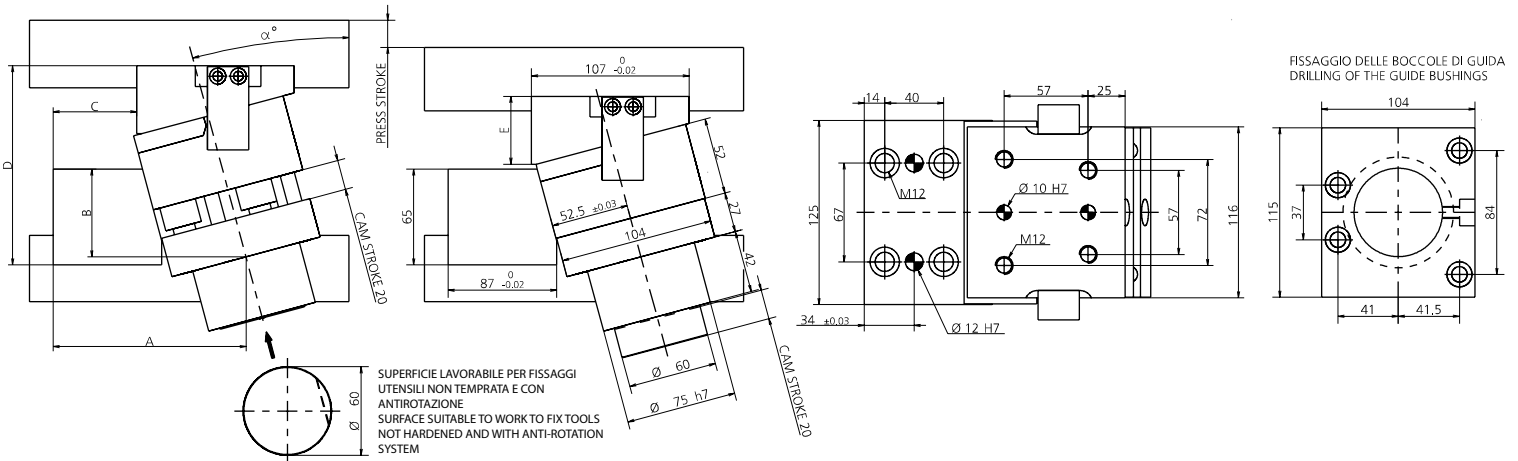 α°
C
D
B
A
CAM STROKE 20
PRESS STROKE
Ø 60
SUPERFICIE LAVORABILE PER FISSAGGI
UTENSILI NON TEMPRATA E CON
ANTIROTAZIONE
SURFACE SUITABLE TO WORK TO FIX TOOLS
NOT HARDENED AND WITH ANTI-ROTATION
SYSTEM
107 0 -0.02
E
65
87 0 -0.02
52.5 ±0.03
104
52
27
42
Ø 60
Ø 75 h7
CAM STROKE 20
14
40
57
25
125
67
M12
Ø 10 H7
M12
57
72
116
34 ±0.03
Ø 12 H7
FISSAGGIO DELLE BOCCOLE DI GUIDA
DRILLING OF THE GUIDE BUSHINGS
104
115
37
84
41
41,5